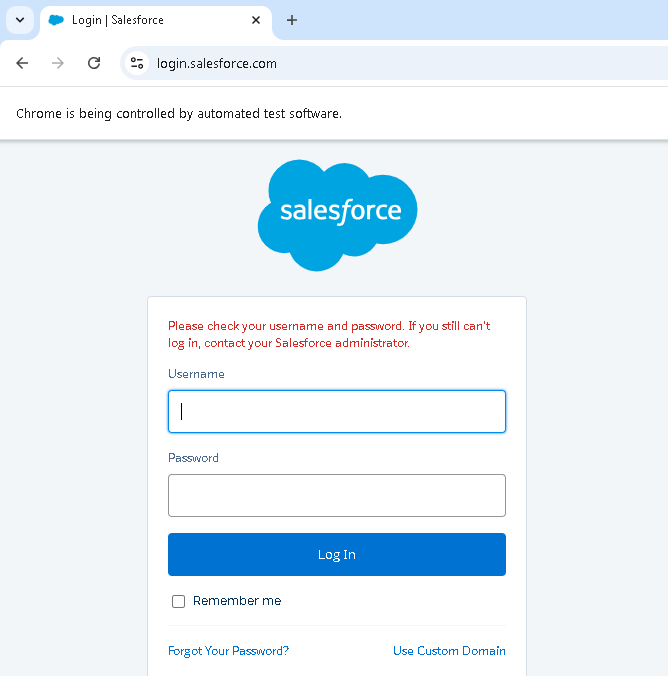 Login | Salesforce
login.salesforce.com
Chrome is being controlled by automated test software.
salesforce
Please check your username and password. If you still can't
log in, contact your Salesforce administrator.
Username
Password
Log In
Remember me
Forgot Your Password? Use Custom Domain